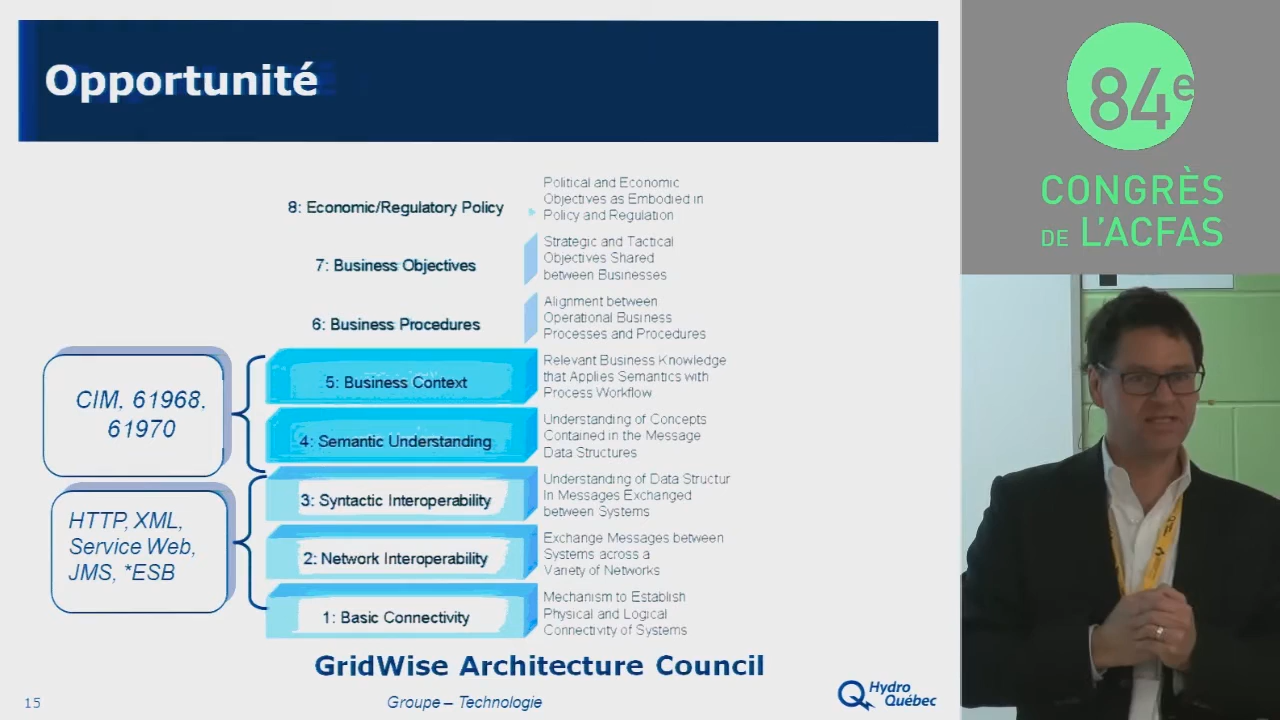 Opportunité
8: Economic/Regulatory Policy
Political and Economic
Objectives as Embodied in
Policy and Regulation
7: Business Objectives
Strategic and Tactical
Objectives Shared
between Businesses
6: Business Procedures
Alignment between
Operational Business
Processes and Procedures
CIM, 61968,
61970
5: Business Context
Relevant Business Knowledge
that Applies Semantics with
Process Workflow
4: Semantic Understanding
Understanding of Concepts
Contained in the Message
Data Structures
HTTP, XML,
Service Web,
JMS, *ESB
3: Syntactic Interoperability
Understanding of Data Structur
In Messages Exchanged
between Systems
2: Network Interoperability
Exchange Messages between
Systems across a
Variety of Networks
1: Basic Connectivity
Mechanism to Establish
Physical and Logical
Connectivity of Systems
GridWise Architecture Council
15
Groupe – Technologie
Hydro
Québec
84e
CONGRÈS
DE L'ACFAS